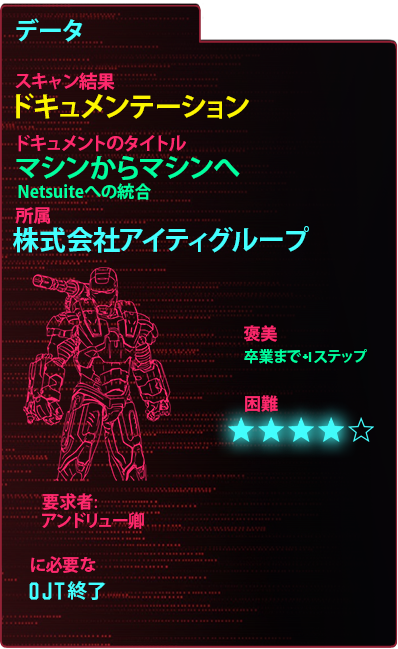 データ
スキャン結果
ドキュメンテーション
ドキュメントのタイトル
マシンからマシンへ
Netsuiteへの統合
所属
株式会社アイティグループ
褒美
卒業まで+1ステップ
困難
★★★★☆
要求者:
アンドリュー卿
に必要な
OJT終了